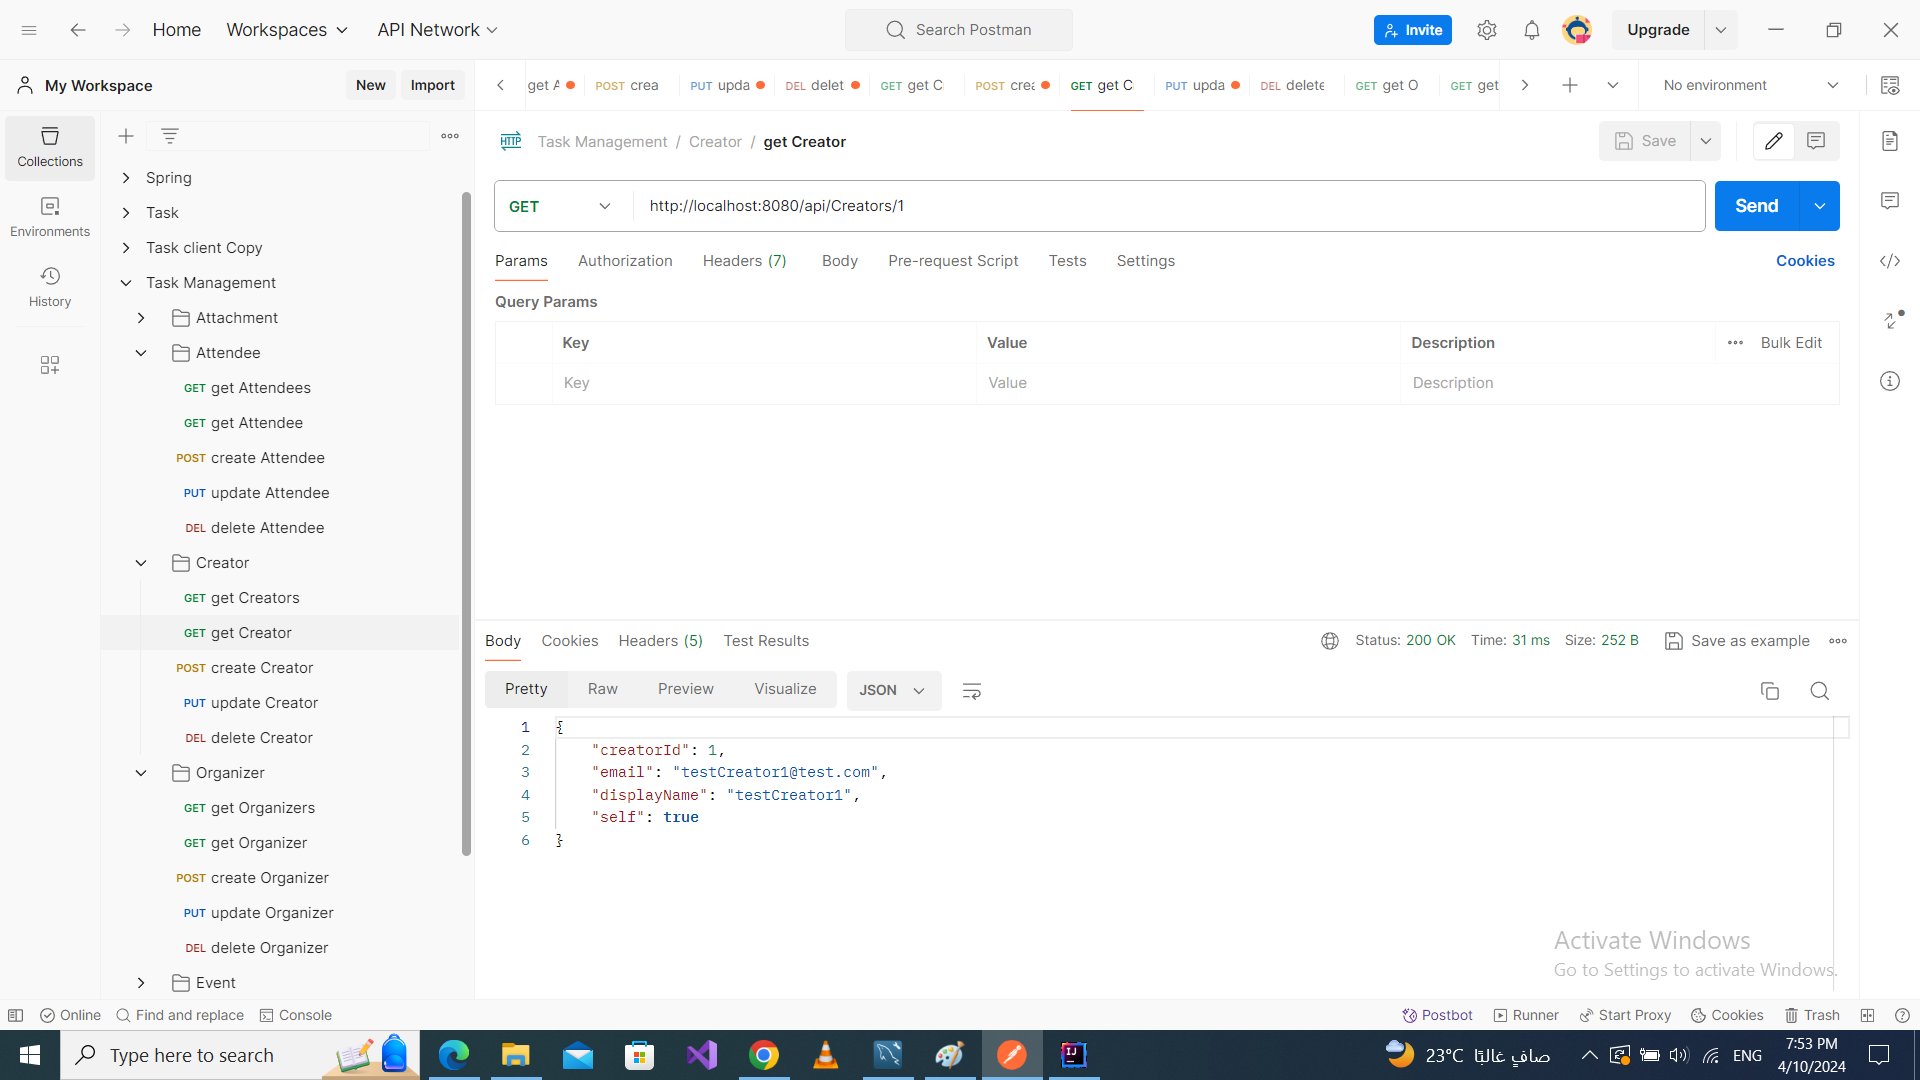 Home Workspaces API Network Search Postman Invite Upgrade
My Workspace New Import get A POST crea PUT upda DEL delet GET get C POST crea GET get C PUT upda DEL delete GET get O GET get No environment
Collections
Environments
History
Spring
Task
Task client Copy
Task Management
Attachment
Attendee
GET get Attendees
GET get Attendee
POST create Attendee
PUT update Attendee
DEL delete Attendee
Creator
GET get Creators
GET get Creator
POST create Creator
PUT update Creator
DEL delete Creator
Organizer
GET get Organizers
GET get Organizer
POST create Organizer
PUT update Organizer
DEL delete Organizer
Event
HTTP Task Management / Creator / get Creator Save
GET http://localhost:8080/api/Creators/1 Send
Params Authorization Headers (7) Body Pre-request Script Tests Settings Cookies
Query Params
Key Value Description Bulk Edit
Key Value Description
Body Cookies Headers (5) Test Results Status: 200 OK Time: 31 ms Size: 252 B Save as example
Pretty Raw Preview Visualize JSON
1 {
2 "creatorId": 1,
3 "email": "testCreator1@test.com",
4 "displayName": "testCreator1",
5 "self": true
6 }
Activate Windows
Go to Settings to activate Windows.
Online Find and replace Console Postbot Runner Start Proxy Cookies Trash
Type here to search 23°C صافٍ غالبًا ENG 7:53 PM
4/10/2024